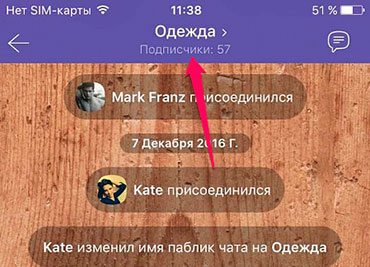 Нет SIM-карты 11:38 51 %
Одежда
Подписчики: 57
Mark Franz присоединился
7 Декабря 2016 Г.
Kate присоединился
Kate изменил имя паблик чата на Одежда